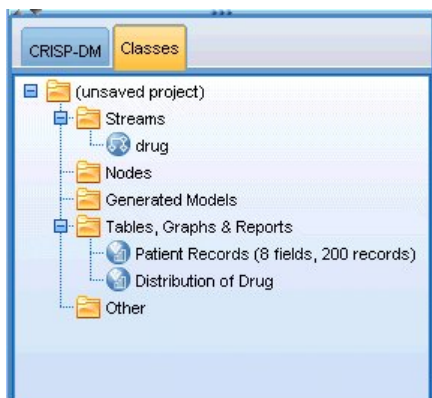 CRISP-DM Classes
(unsaved project)
Streams
drug
Nodes
Generated Models
Tables, Graphs & Reports
Patient Records (8 fields, 200 records)
Distribution of Drug
Other